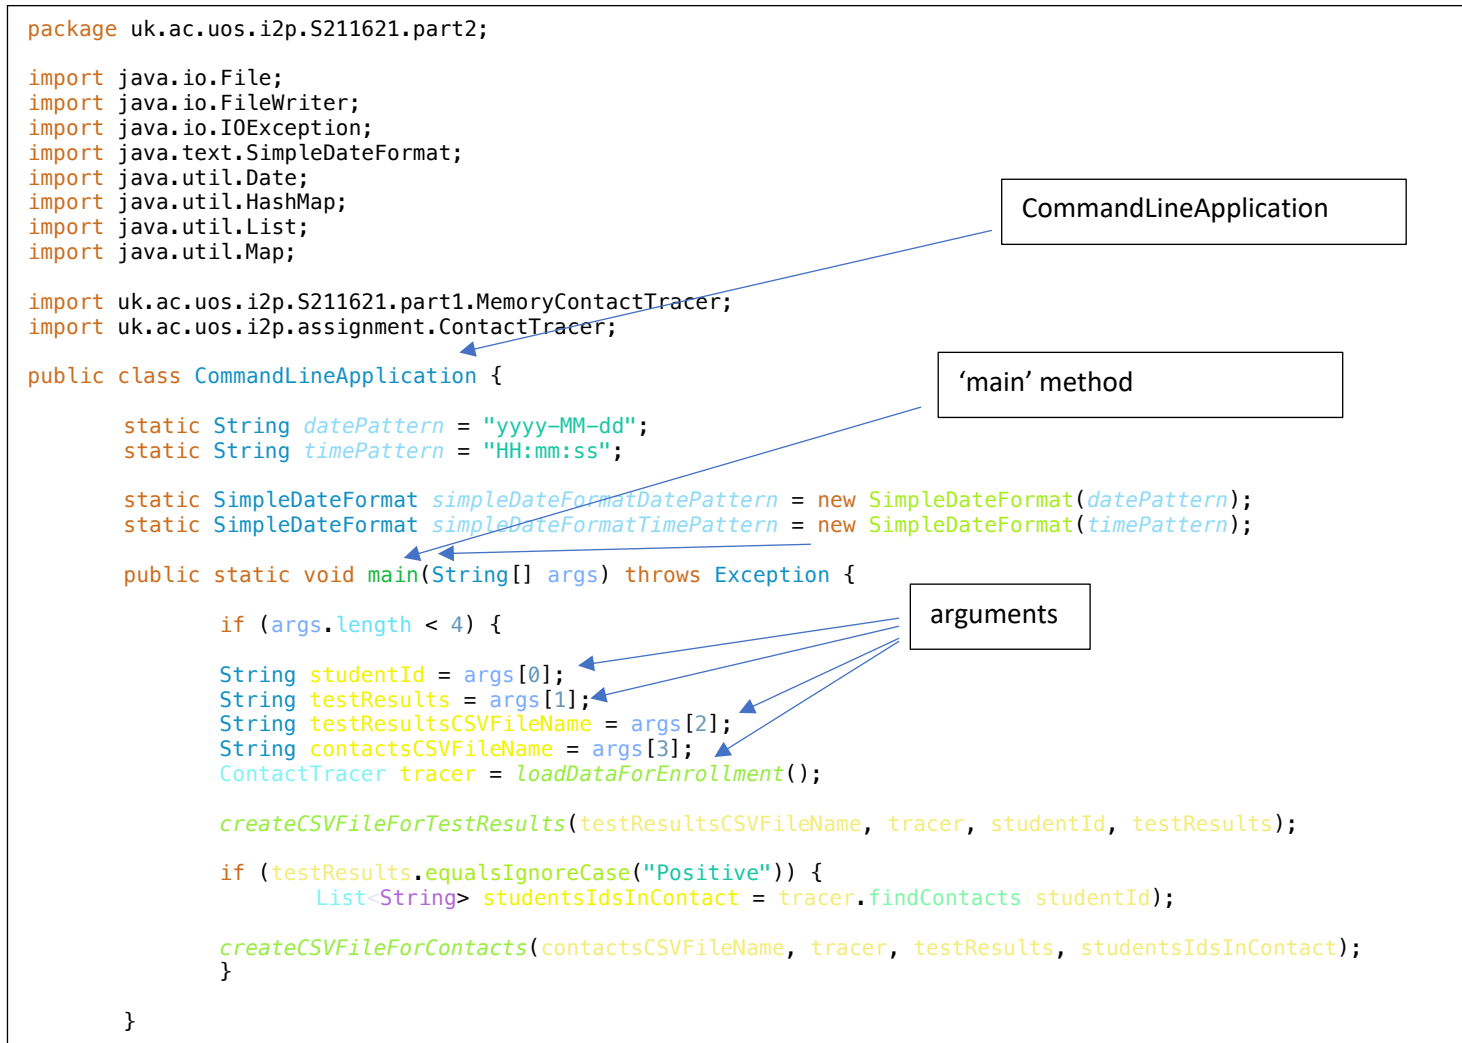 package uk.ac.uos.i2p.S211621.part2;
import java.io.File;
import java.io.FileWriter;
import java.io.IOException;
import java.text.SimpleDateFormat;
import java.util.Date;
import java.util.HashMap;
import java.util.List;
import java.util.Map;
CommandLineApplication
import uk.ac.uos.i2p.S211621.part1.MemoryContactTracer;
import uk.ac.uos.i2p.assignment.ContactTracer;
public class CommandLineApplication {
‘main’ method
static String datePattern = "yyyy-MM-dd";
static String timePattern = "HH:mm:ss";
static SimpleDateFormat simpleDateFormatDatePattern = new SimpleDateFormat(datePattern);
static SimpleDateFormat simpleDateFormatTimePattern = new SimpleDateFormat(timePattern);
public static void main(String[] args) throws Exception {
arguments
if (args.length < 4) {
String studentId = args[0];
String testResults = args[1];
String testResultsCSVFileName = args[2];
String contactsCSVFileName = args[3];
ContactTracer tracer = loadDataForEnrollment();
createCSVFileForTestResults(testResultsCSVFileName, tracer, studentId, testResults);
if (testResults.equalsIgnoreCase("Positive")) {
List<String> studentsIdsInContact = tracer.findContacts(studentId);
createCSVFileForContacts(contactsCSVFileName, tracer, testResults, studentsIdsInContact);
}
}